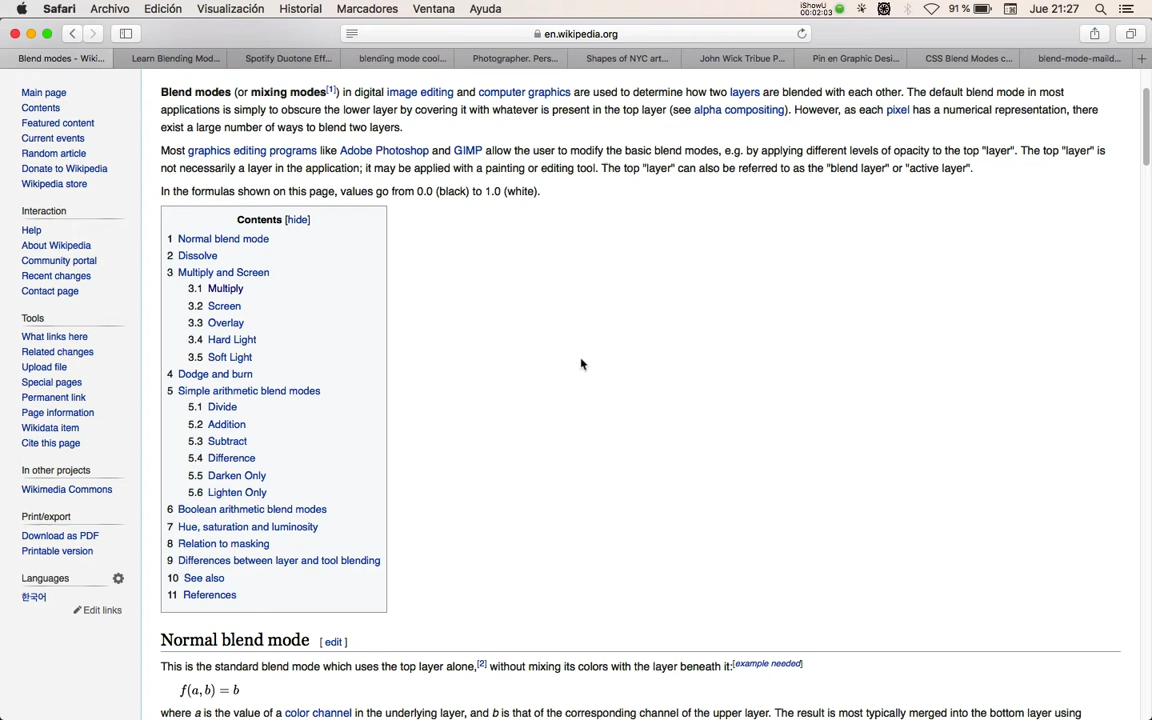 Safari Archivo Edición Visualización Historial Marcadores Ventana Ayuda iShowU 00:02:03 91 % Jue 21:27
en.wikipedia.org
Blend modes - Wiki... Learn Blending Mod... Spotify Duotone Eff... blending mode cool... Photographer. Pers... Shapes of NYC art... John Wick Tribue P... Pin en Graphic Desi... CSS Blend Modes c... blend-mode-maild...
Main page
Contents
Featured content
Current events
Random article
Donate to Wikipedia
Wikipedia store
Interaction
Help
About Wikipedia
Community portal
Recent changes
Contact page
Tools
What links here
Related changes
Upload file
Special pages
Permanent link
Page information
Wikidata item
Cite this page
In other projects
Wikimedia Commons
Print/export
Download as PDF
Printable version
Languages
한국어
Edit links
Blend modes (or mixing modes[1]) in digital image editing and computer graphics are used to determine how two layers are blended with each other. The default blend mode in most
applications is simply to obscure the lower layer by covering it with whatever is present in the top layer (see alpha compositing). However, as each pixel has a numerical representation, there
exist a large number of ways to blend two layers.
Most graphics editing programs like Adobe Photoshop and GIMP allow the user to modify the basic blend modes, e.g. by applying different levels of opacity to the top "layer". The top "layer" is
not necessarily a layer in the application; it may be applied with a painting or editing tool. The top "layer" can also be referred to as the "blend layer" or "active layer".
In the formulas shown on this page, values go from 0.0 (black) to 1.0 (white).
Contents [hide]
1 Normal blend mode
2 Dissolve
3 Multiply and Screen
3.1 Multiply
3.2 Screen
3.3 Overlay
3.4 Hard Light
3.5 Soft Light
4 Dodge and burn
5 Simple arithmetic blend modes
5.1 Divide
5.2 Addition
5.3 Subtract
5.4 Difference
5.5 Darken Only
5.6 Lighten Only
6 Boolean arithmetic blend modes
7 Hue, saturation and luminosity
8 Relation to masking
9 Differences between layer and tool blending
10 See also
11 References
Normal blend mode [ edit ]
This is the standard blend mode which uses the top layer alone,[2] without mixing its colors with the layer beneath it:[example needed]
f(a, b) = b
where a is the value of a color channel in the underlying layer, and b is that of the corresponding channel of the upper layer. The result is most typically merged into the bottom layer using